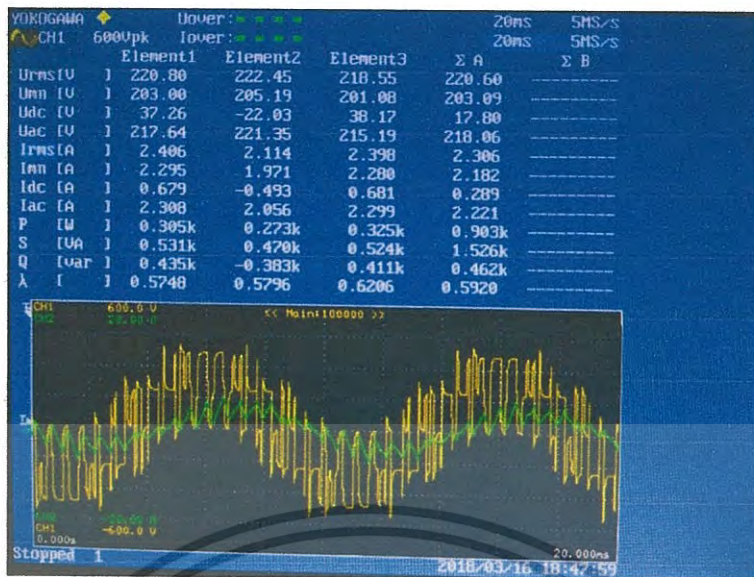 YOKOGAWA Uover: 20ms 5MS/s
CH1 600Vpk Iover: 20ms 5MS/s
Element1 Element2 Element3 Σ A Σ B
Urms[V ] 220.80 222.45 218.55 220.60 ------
Umn [V ] 203.00 205.19 201.08 203.09 ------
Udc [V ] 37.26 -22.03 38.17 17.80 ------
Uac [V ] 217.64 221.35 215.19 218.06 ------
Irms[A ] 2.406 2.114 2.398 2.306 ------
Imn [A ] 2.295 1.971 2.280 2.182 ------
Idc [A ] 0.679 -0.493 0.681 0.289 ------
Iac [A ] 2.308 2.056 2.299 2.221 ------
P [W ] 0.305k 0.273k 0.325k 0.903k ------
S [VA ] 0.531k 0.470k 0.524k 1.526k ------
Q [var ] 0.435k -0.383k 0.411k 0.462k ------
λ [ ] 0.5748 0.5796 0.6206 0.5920 ------
CH1 600.0 V << Main:100000 >>
CH2 20.00 A
CH2 -20.00 A
CH1 -600.0 V
0.000s 20.000ms
Stopped 1
2018/03/16 18:47:59